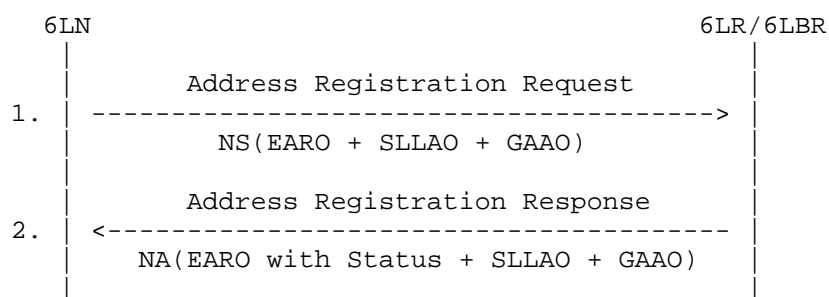 6LN 6LR/6LBR
Address Registration Request
1.
NS(EARO + SLLAO + GAAO)
Address Registration Response
2.
NA(EARO with Status + SLLAO + GAAO)